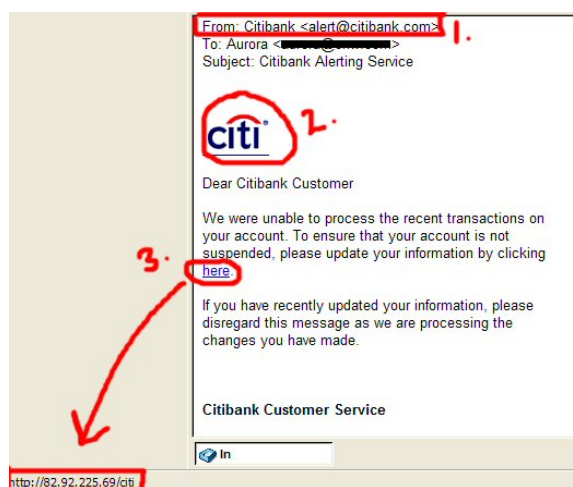 From: Citibank <alert@citibank.com> 1.
To: Aurora <
Subject: Citibank Alerting Service
citi 2.
Dear Citibank Customer
We were unable to process the recent transactions on
your account. To ensure that your account is not
suspended, please update your information by clicking
3. here.
If you have recently updated your information, please
disregard this message as we are processing the
changes you have made.
Citibank Customer Service
In
http://82.92.225.69/citi